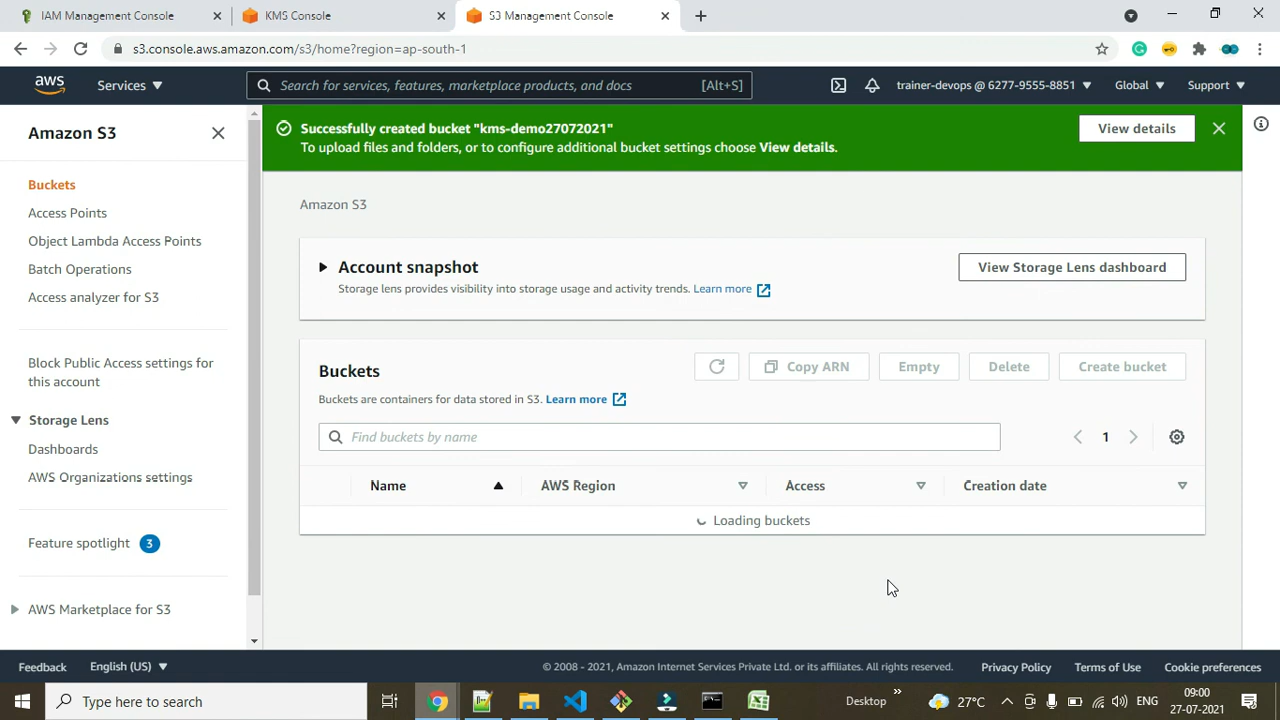 IAM Management Console
KMS Console
S3 Management Console
s3.console.aws.amazon.com/s3/home?region=ap-south-1
aws
Services
Search for services, features, marketplace products, and docs
[Alt+S]
trainer-devops @ 6277-9555-8851
Global
Support
Amazon S3
Buckets
Access Points
Object Lambda Access Points
Batch Operations
Access analyzer for S3
Block Public Access settings for
this account
Storage Lens
Dashboards
AWS Organizations settings
Feature spotlight 3
AWS Marketplace for S3
Successfully created bucket "kms-demo27072021"
To upload files and folders, or to configure additional bucket settings choose View details.
View details
Amazon S3
Account snapshot
Storage lens provides visibility into storage usage and activity trends. Learn more
View Storage Lens dashboard
Buckets
Copy ARN
Empty
Delete
Create bucket
Buckets are containers for data stored in S3. Learn more
Find buckets by name
1
Name
AWS Region
Access
Creation date
Loading buckets
Feedback
English (US)
© 2008 - 2021, Amazon Internet Services Private Ltd. or its affiliates. All rights reserved.
Privacy Policy
Terms of Use
Cookie preferences
Type here to search
Desktop
27°C
ENG
09:00
27-07-2021